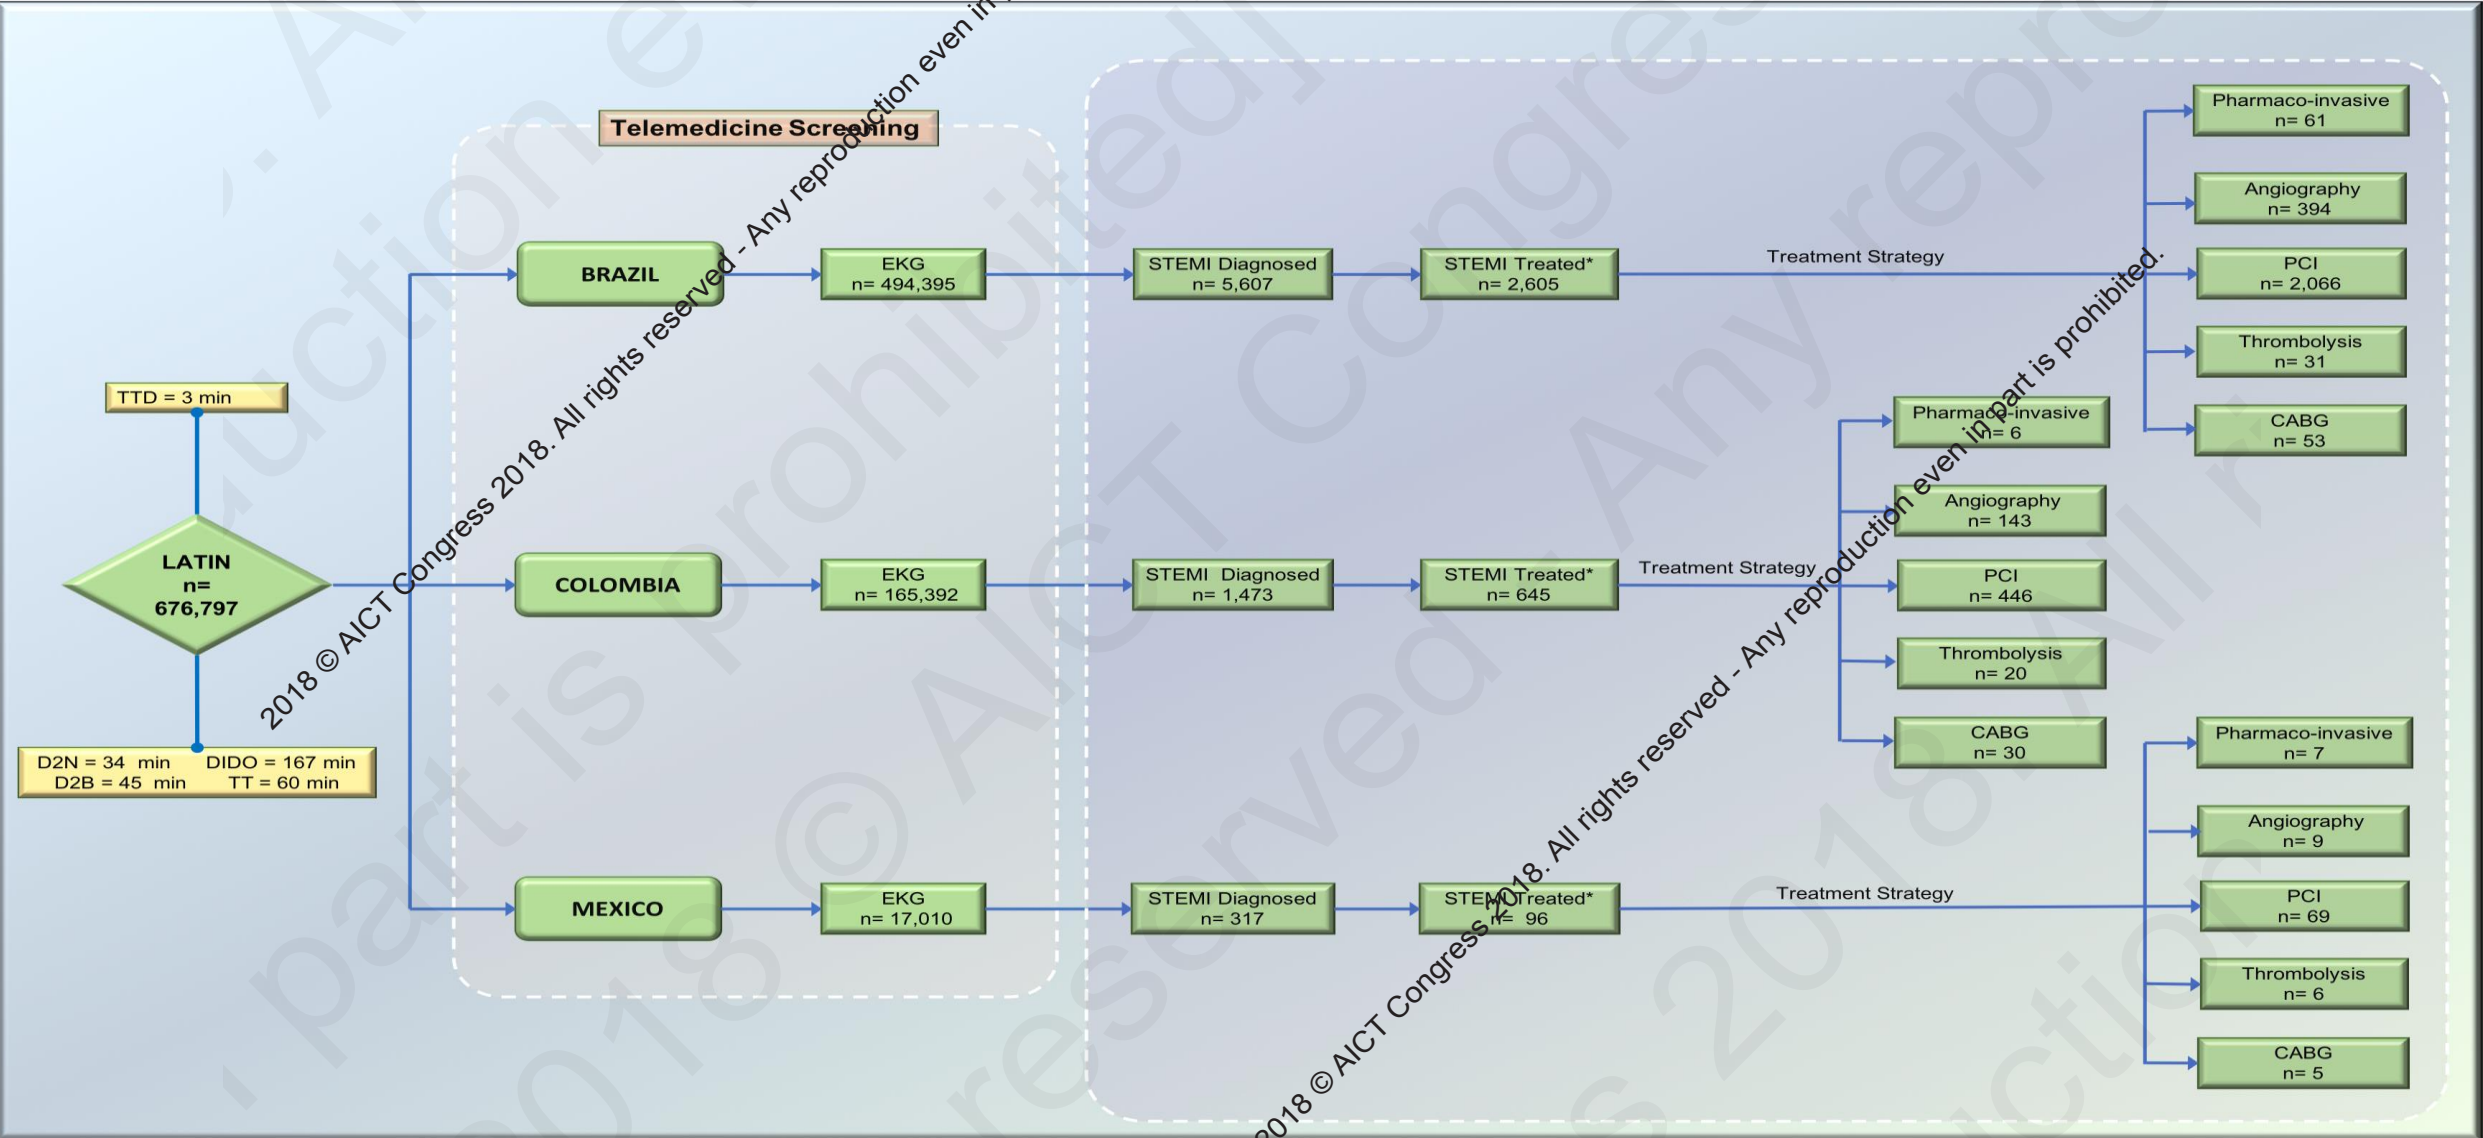 Telemedicine Screening
TTD = 3 min
LATIN
n=
676,797
D2N = 34 min DIDO = 167 min
D2B = 45 min TT = 60 min
BRAZIL
EKG
n= 494,395
STEMI Diagnosed
n= 5,607
STEMI Treated*
n= 2,605
Treatment Strategy
Pharmaco-invasive
n= 61
Angiography
n= 394
PCI
n= 2,066
Thrombolysis
n= 31
CABG
n= 53
COLOMBIA
EKG
n= 165,392
STEMI Diagnosed
n= 1,473
STEMI Treated*
n= 645
Treatment Strategy
Pharmaco-invasive
n= 6
Angiography
n= 143
PCI
n= 446
Thrombolysis
n= 20
CABG
n= 30
MEXICO
EKG
n= 17,010
STEMI Diagnosed
n= 317
STEMI Treated*
n= 96
Treatment Strategy
Pharmaco-invasive
n= 7
Angiography
n= 9
PCI
n= 69
Thrombolysis
n= 6
CABG
n= 5
2018 © AICT Congress 2018. All rights reserved - Any reproduction even in
2018 © AICT Congress 2018. All rights reserved - Any reproduction even in part is prohibited.